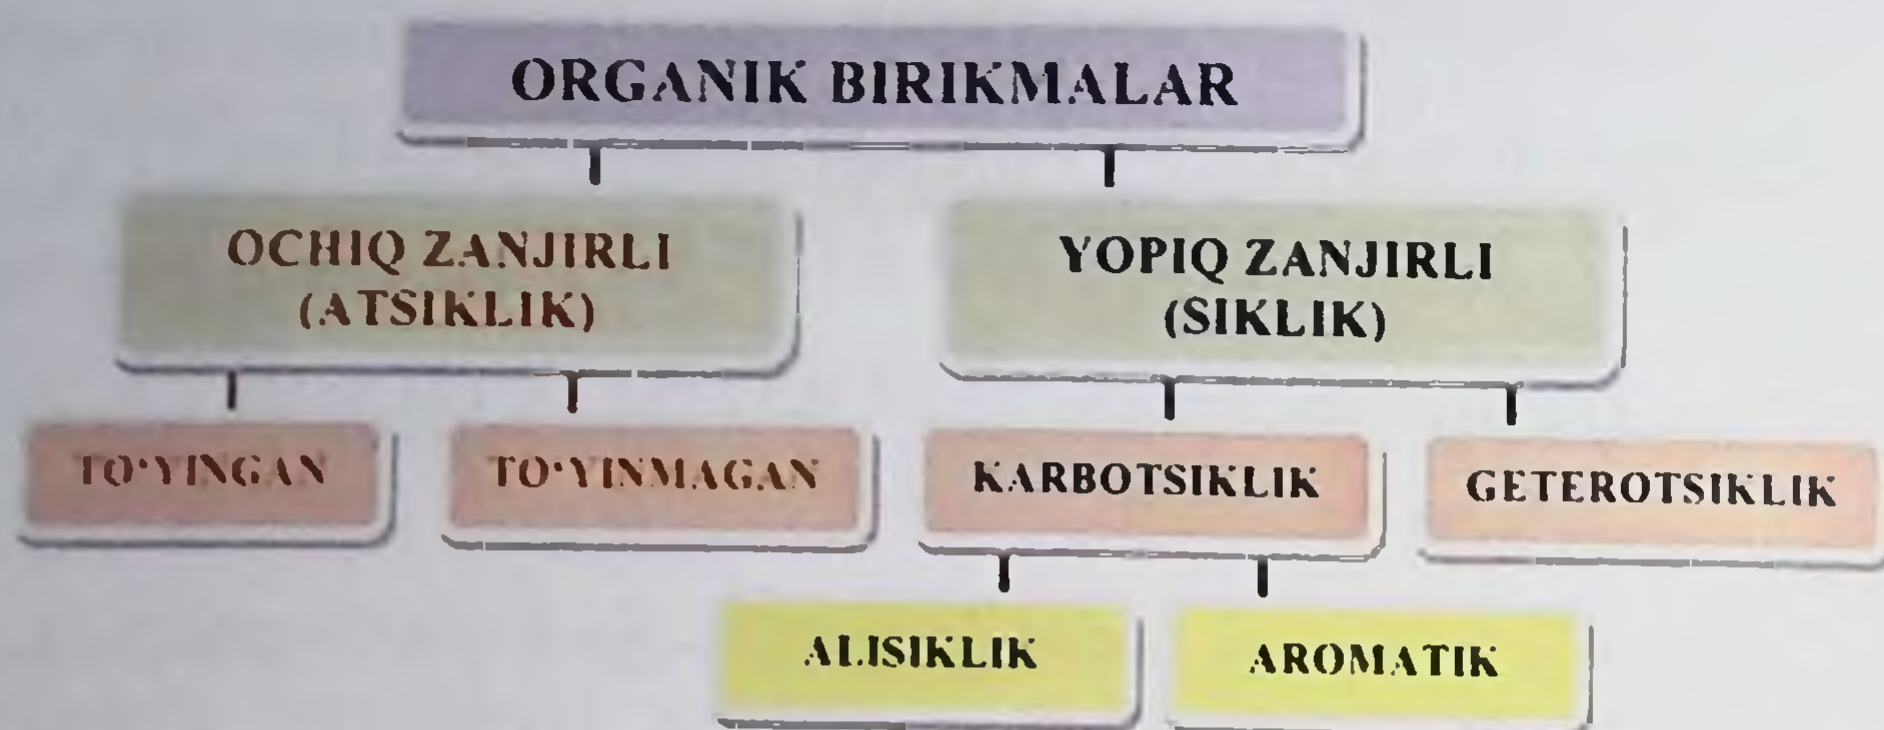 ORGANIK BIRIKMALAR
OCHIQ ZANJIRLI
(ATSIKLIK)
YOPIQ ZANJIRLI
(SIKLIK)
TO‘YINGAN
TO‘YINMAGAN
KARBOTSIKLIK
GETEROTSIKLIK
ALISIKLIK
AROMATIK